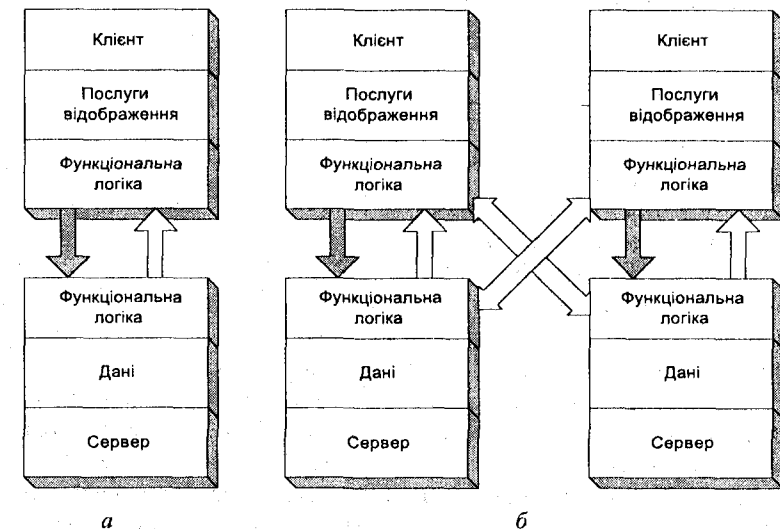 Клієнт
Послуги
відображення
Функціональна
логіка
Функціональна
логіка
Дані
Сервер
а
Клієнт
Послуги
відображення
Функціональна
логіка
Функціональна
логіка
Дані
Сервер
Клієнт
Послуги
відображення
Функціональна
логіка
Функціональна
логіка
Дані
Сервер
б